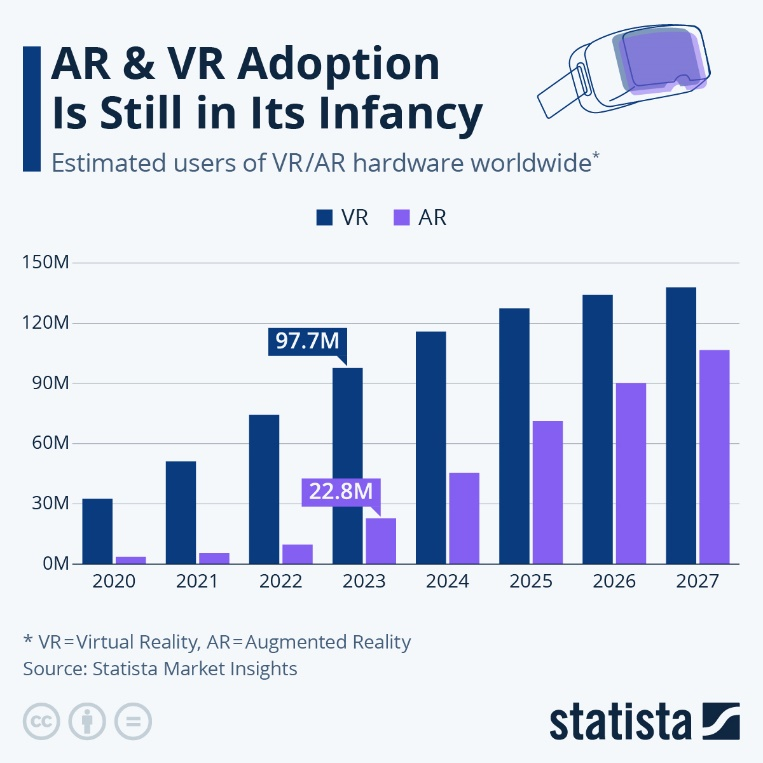 AR & VR Adoption
Is Still in Its Infancy
Estimated users of VR/AR hardware worldwide*
VR AR
150M
120M
90M
60M
30M
0M
97.7M
22.8M
2020 2021 2022 2023 2024 2025 2026 2027
* VR=Virtual Reality, AR=Augmented Reality
Source: Statista Market Insights
cc =
statista